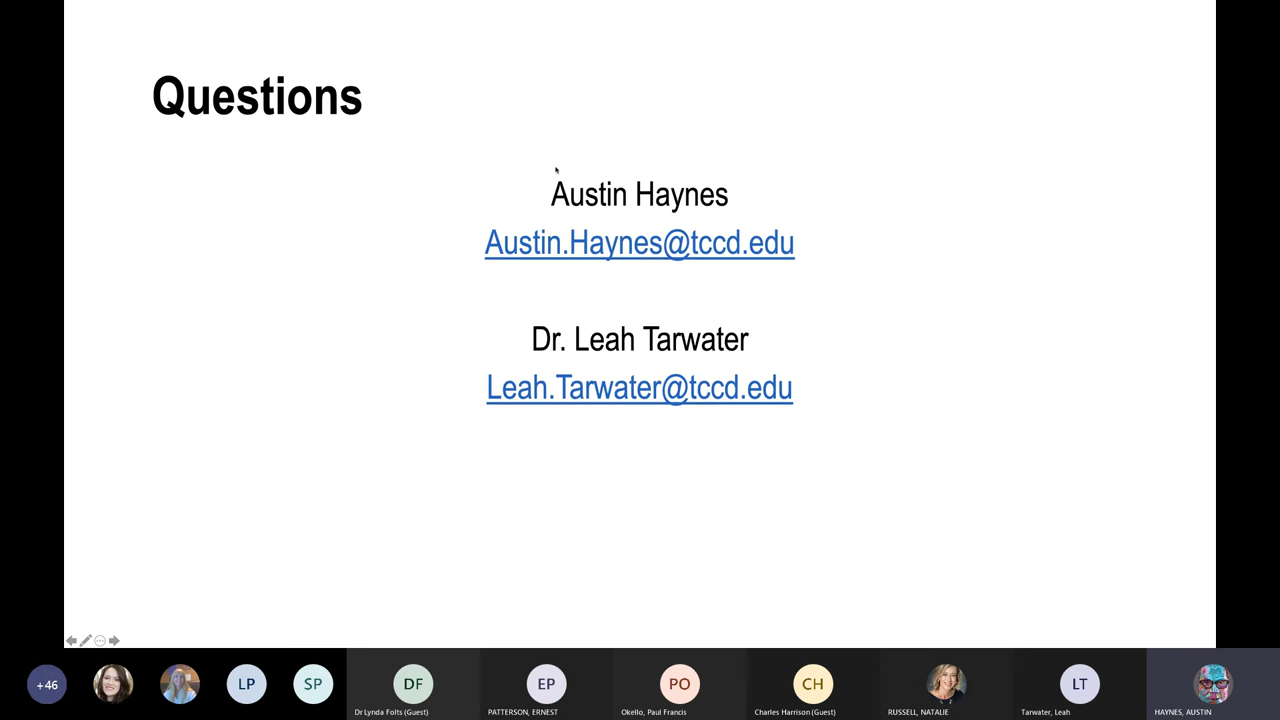 Questions
Austin Haynes
Austin.Haynes@tccd.edu
Dr. Leah Tarwater
Leah.Tarwater@tccd.edu
+46
LP
SP
DF
EP
PO
CH
LT
Dr Lynda Folts (Guest)
PATTERSON, ERNEST
Okello, Paul Francis
Charles Harrison (Guest)
RUSSELL, NATALIE
Tarwater, Leah
HAYNES, AUSTIN